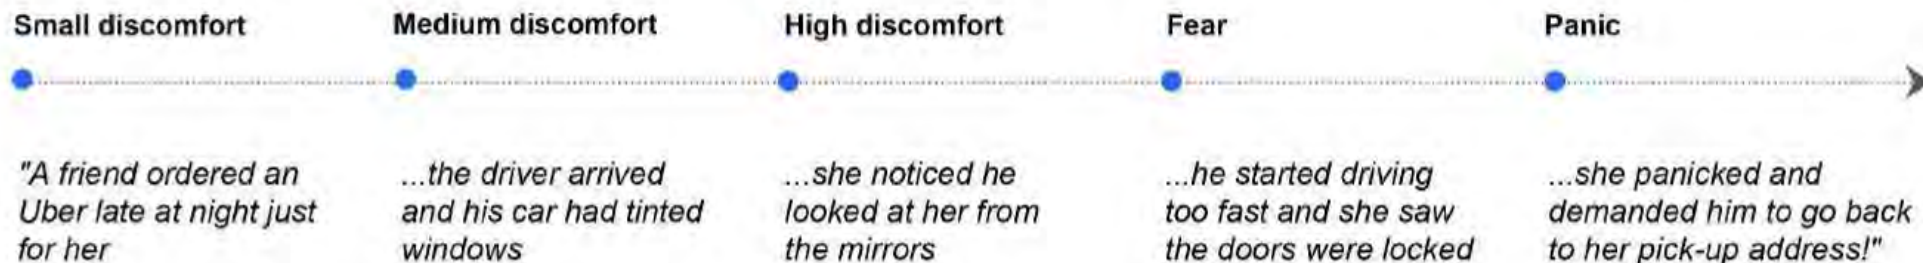 Small discomfort
Medium discomfort
High discomfort
Fear
Panic
"A friend ordered an
Uber late at night just
for her
...the driver arrived
and his car had tinted
windows
...she noticed he
looked at her from
the mirrors
...he started driving
too fast and she saw
the doors were locked
...she panicked and
demanded him to go back
to her pick-up address!"